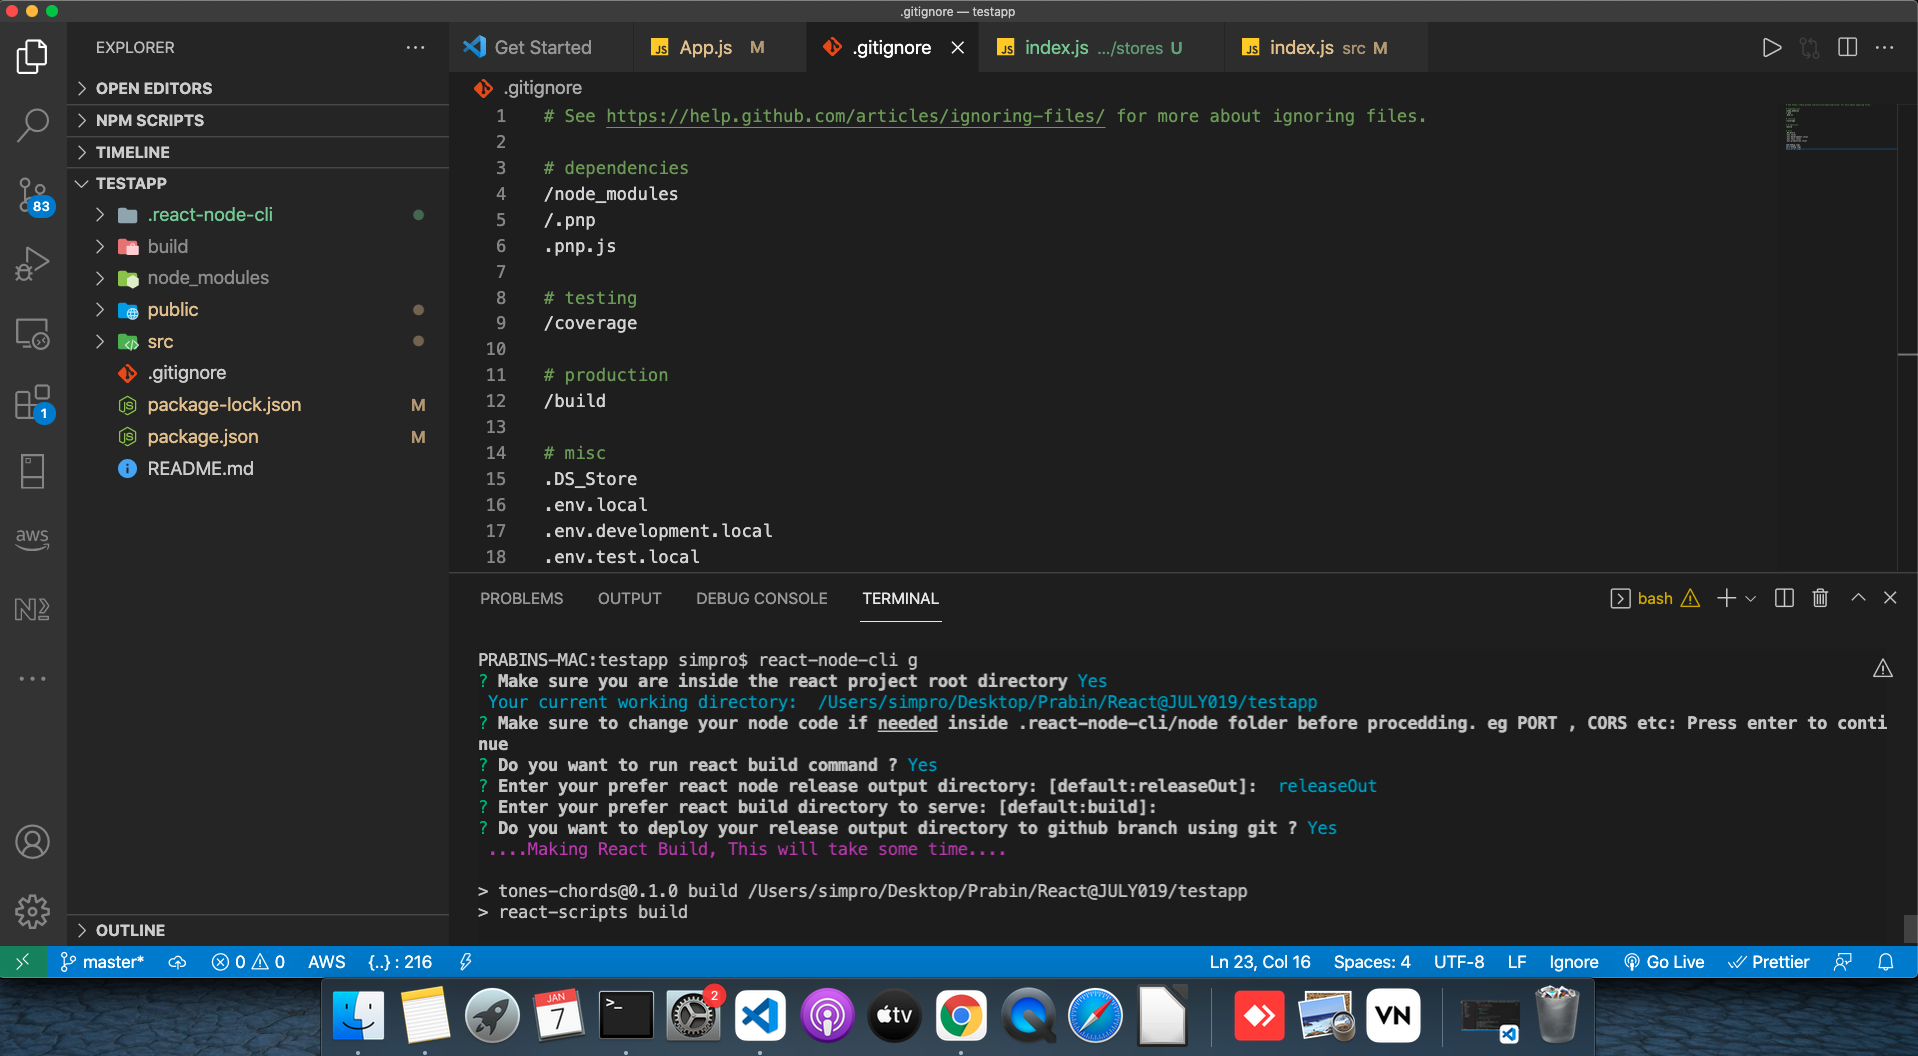 .gitignore — testapp
EXPLORER
OPEN EDITORS
NPM SCRIPTS
TIMELINE
TESTAPP
.react-node-cli
build
node_modules
public
src
.gitignore
package-lock.json M
package.json M
README.md
OUTLINE
83
1
aws
Get Started
JS App.js M
.gitignore
JS index.js .../stores U
JS index.js src M
.gitignore
1 # See https://help.github.com/articles/ignoring-files/ for more about ignoring files.
2
3 # dependencies
4 /node_modules
5 /.pnp
6 .pnp.js
7
8 # testing
9 /coverage
10
11 # production
12 /build
13
14 # misc
15 .DS_Store
16 .env.local
17 .env.development.local
18 .env.test.local
PROBLEMS OUTPUT DEBUG CONSOLE TERMINAL
bash
PRABINS-MAC:testapp simpro$ react-node-cli g
? Make sure you are inside the react project root directory Yes
Your current working directory: /Users/simpro/Desktop/Prabin/React@JULY019/testapp
? Make sure to change your node code if needed inside .react-node-cli/node folder before procedding. eg PORT , CORS etc: Press enter to conti
nue
? Do you want to run react build command ? Yes
? Enter your prefer react node release output directory: [default:releaseOut]: releaseOut
? Enter your prefer react build directory to serve: [default:build]:
? Do you want to deploy your release output directory to github branch using git ? Yes
....Making React Build, This will take some time....
> tones-chords@0.1.0 build /Users/simpro/Desktop/Prabin/React@JULY019/testapp
> react-scripts build
master* 0 0 AWS {..} : 216
Ln 23, Col 16 Spaces: 4 UTF-8 LF Ignore Go Live Prettier
JAN
7
>_
2
tv
VN